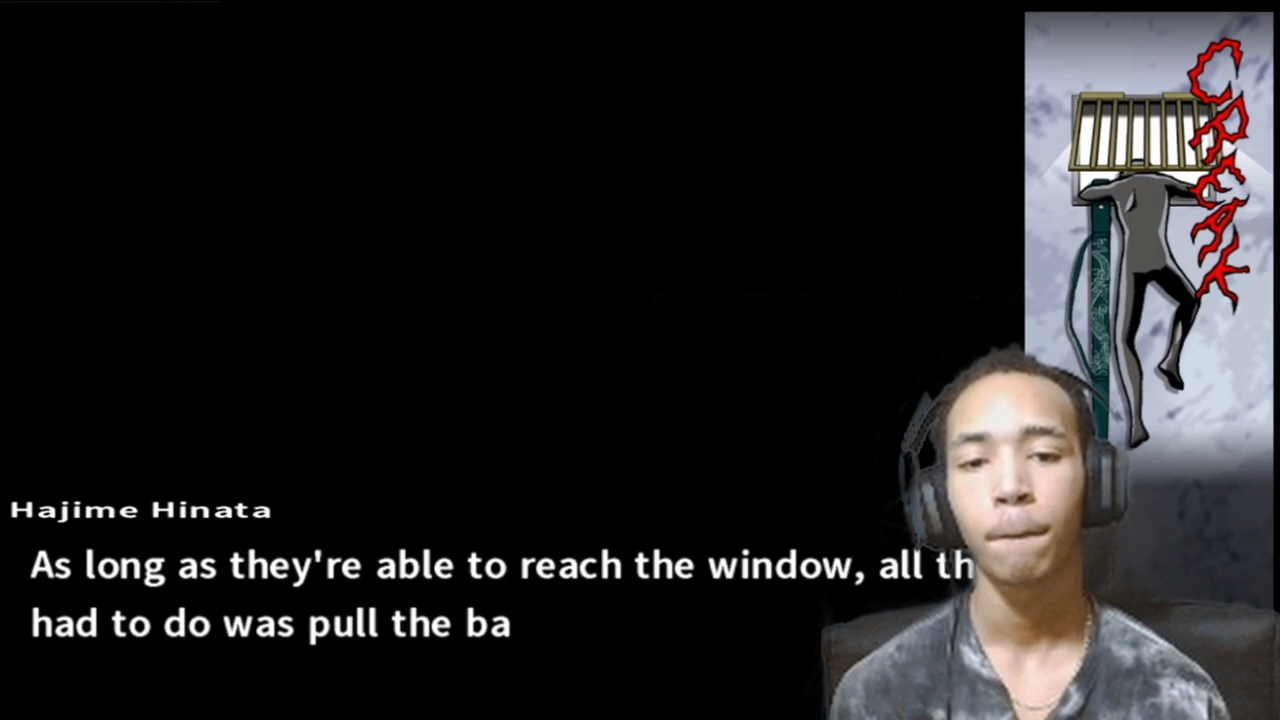 CREAK
Hajime Hinata
As long as they're able to reach the window, all th
had to do was pull the ba